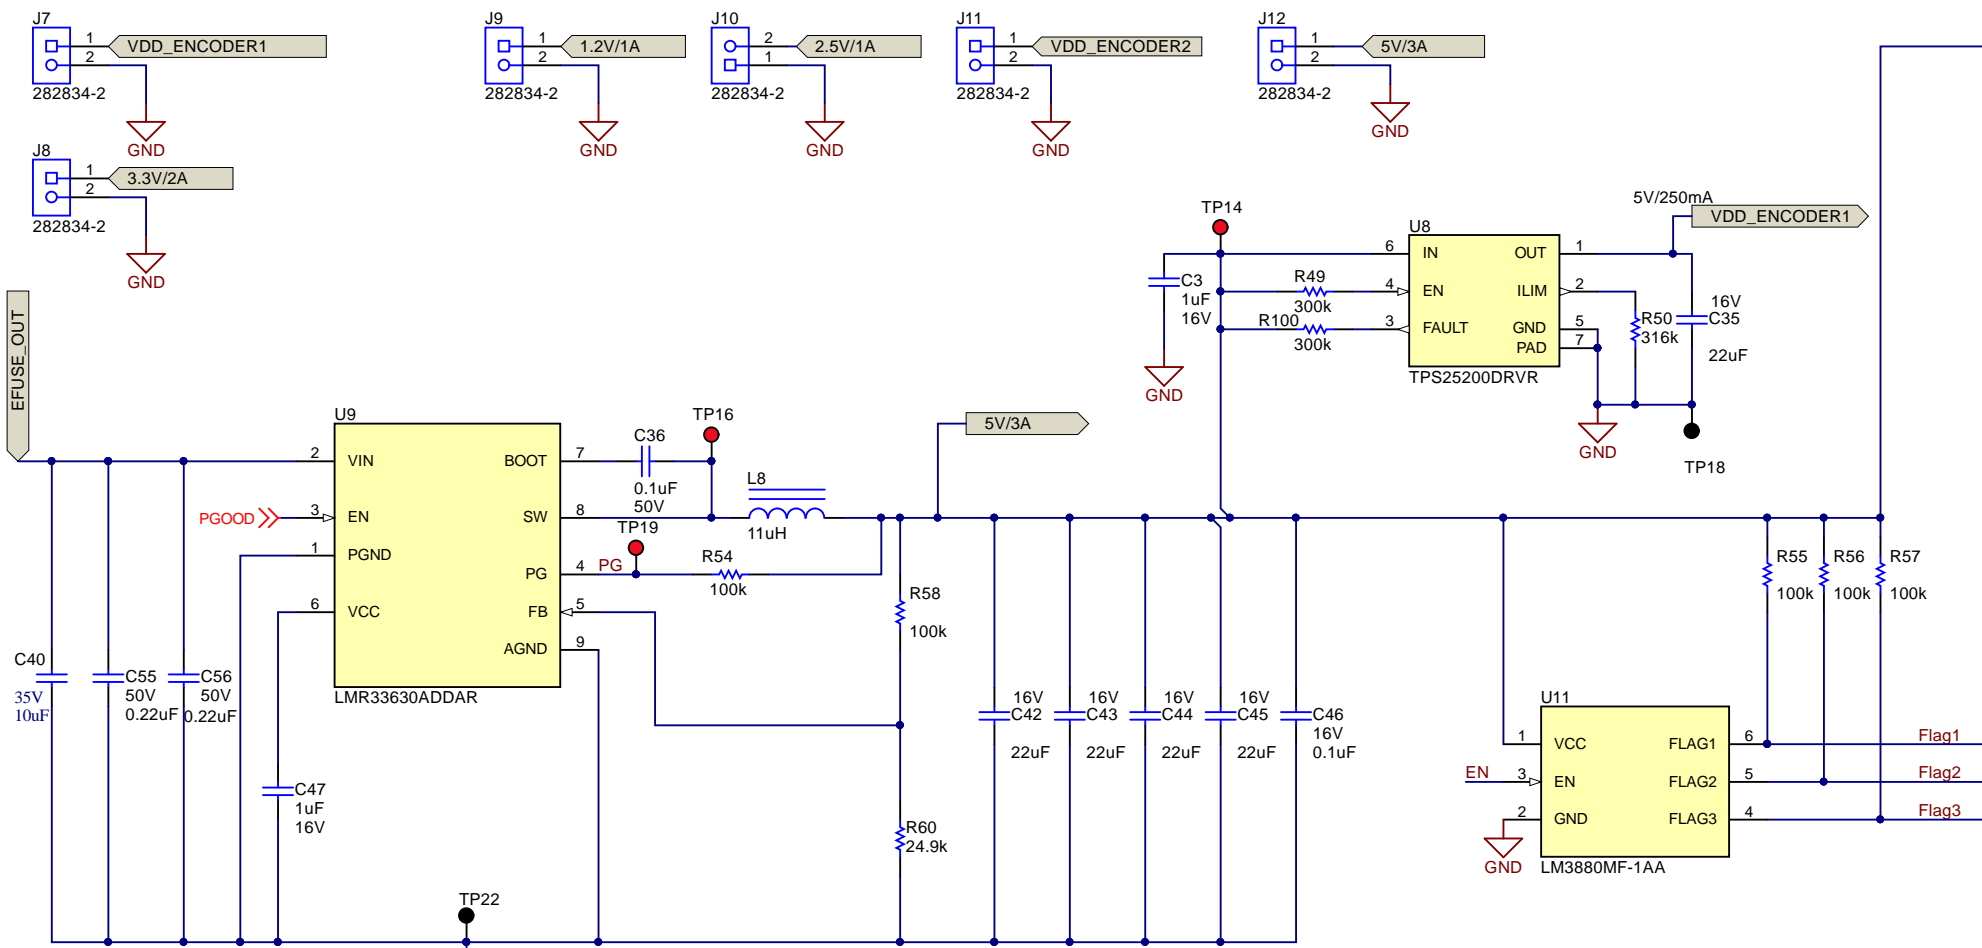 J7
1
2
VDD_ENCODER1
282834-2
GND
J9
1
2
1.2V/1A
282834-2
GND
J10
2
1
2.5V/1A
282834-2
GND
J11
1
2
VDD_ENCODER2
282834-2
GND
J12
1
2
5V/3A
282834-2
GND
J8
1
2
3.3V/2A
282834-2
GND
EFUSE_OUT
TP14
C3
1uF
16V
GND
R49
300k
R100
300k
U8
6
IN
4
EN
3
FAULT
OUT
1
ILIM
2
GND
5
PAD
7
TPS25200DRVR
5V/250mA
VDD_ENCODER1
R50
316k
16V
C35
22uF
GND
TP18
U9
2
VIN
3
EN
1
PGND
6
VCC
BOOT
7
SW
8
PG
4
FB
5
AGND
9
LMR33630ADDAR
PGOOD
C36
0.1uF
50V
TP16
TP19
PG
L8
11uH
R54
100k
5V/3A
R58
100k
R60
24.9k
C40
35V
10uF
C55
50V
0.22uF
C56
50V
0.22uF
C47
1uF
16V
TP22
16V
C42
22uF
16V
C43
22uF
16V
C44
22uF
16V
C45
22uF
C46
16V
0.1uF
R55
100k
R56
100k
R57
100k
U11
1
VCC
EN
3
EN
2
GND
GND
FLAG1
6
Flag1
FLAG2
5
Flag2
FLAG3
4
Flag3
LM3880MF-1AA